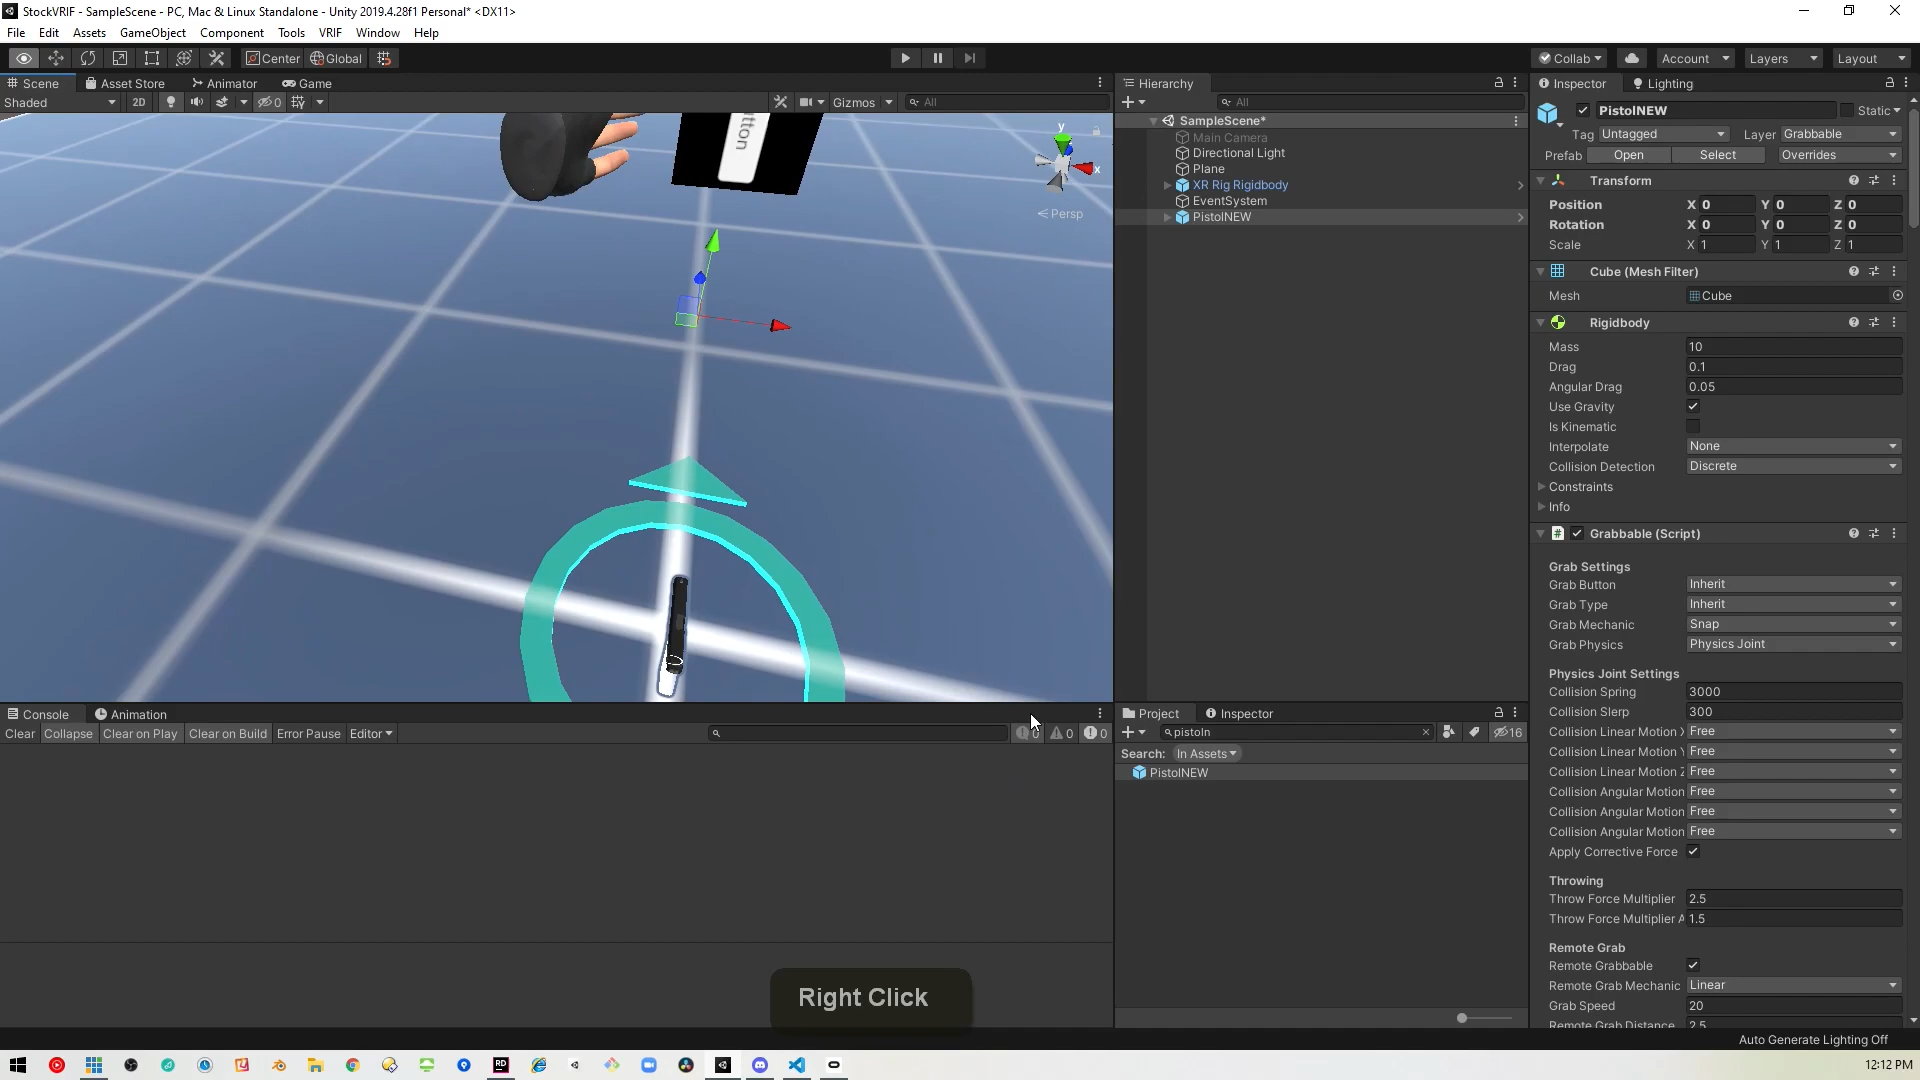 StockVRIF - SampleScene - PC, Mac & Linux Standalone - Unity 2019.4.28f1 Personal* <DX11>
File Edit Assets GameObject Component Tools VRIF Window Help
Center Global Collab Account Layers Layout
Scene Asset Store Animator Game
Shaded 2D 0 Gizmos All
utton
y
x
Persp
Hierarchy
All
SampleScene*
Main Camera
Directional Light
Plane
XR Rig Rigidbody
EventSystem
PistolNEW
Inspector Lighting
PistolNEW Static
Tag Untagged Layer Grabbable
Prefab Open Select Overrides
Transform
Position X 0 Y 0 Z 0
Rotation X 0 Y 0 Z 0
Scale X 1 Y 1 Z 1
Cube (Mesh Filter)
Mesh Cube
Rigidbody
Mass 10
Drag 0.1
Angular Drag 0.05
Use Gravity
Is Kinematic
Interpolate None
Collision Detection Discrete
Constraints
Info
# Grabbable (Script)
Grab Settings
Grab Button Inherit
Grab Type Inherit
Grab Mechanic Snap
Grab Physics Physics Joint
Physics Joint Settings
Collision Spring 3000
Collision Slerp 300
Collision Linear Motion X Free
Collision Linear Motion Y Free
Collision Linear Motion Z Free
Collision Angular Motion Free
Collision Angular Motion Free
Collision Angular Motion Free
Apply Corrective Force
Throwing
Throw Force Multiplier 2.5
Throw Force Multiplier A 1.5
Remote Grab
Remote Grabbable
Remote Grab Mechanic Linear
Grab Speed 20
Remote Grab Distance 2.5
Console Animation
Clear Collapse Clear on Play Clear on Build Error Pause Editor 0 0 0
Project Inspector
pistoln 16
Search: In Assets
PistolNEW
Right Click
Auto Generate Lighting Off
RD
12:12 PM